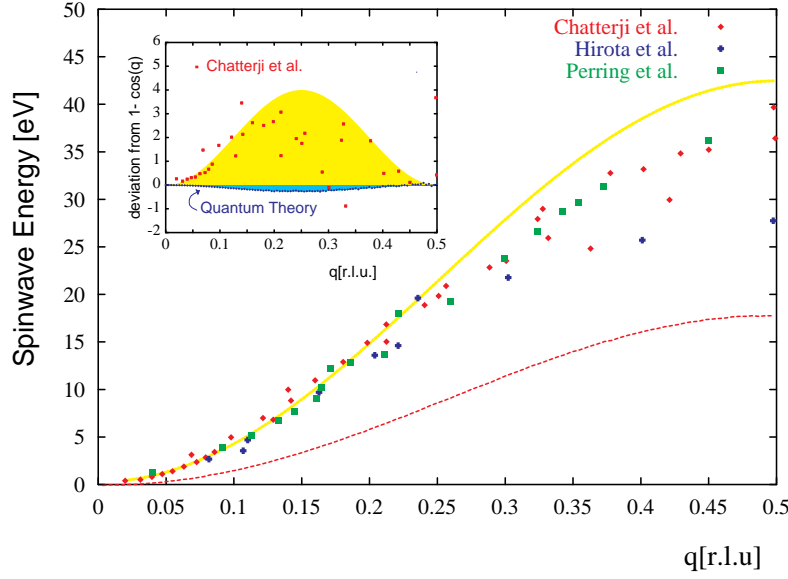 50
45
40
35
30
25
20
15
10
5
0
Spinwave Energy [eV]
Chatterji et al.
Hirota et al.
Perring et al.
6
5
4
3
2
1
0
-1
-2
deviation from 1- cos(q)
Chatterji et al.
Quantum Theory
0 0.1 0.2 0.3 0.4 0.5
q[r.l.u.]
0 0.05 0.1 0.15 0.2 0.25 0.3 0.35 0.4 0.45 0.5
q[r.l.u]